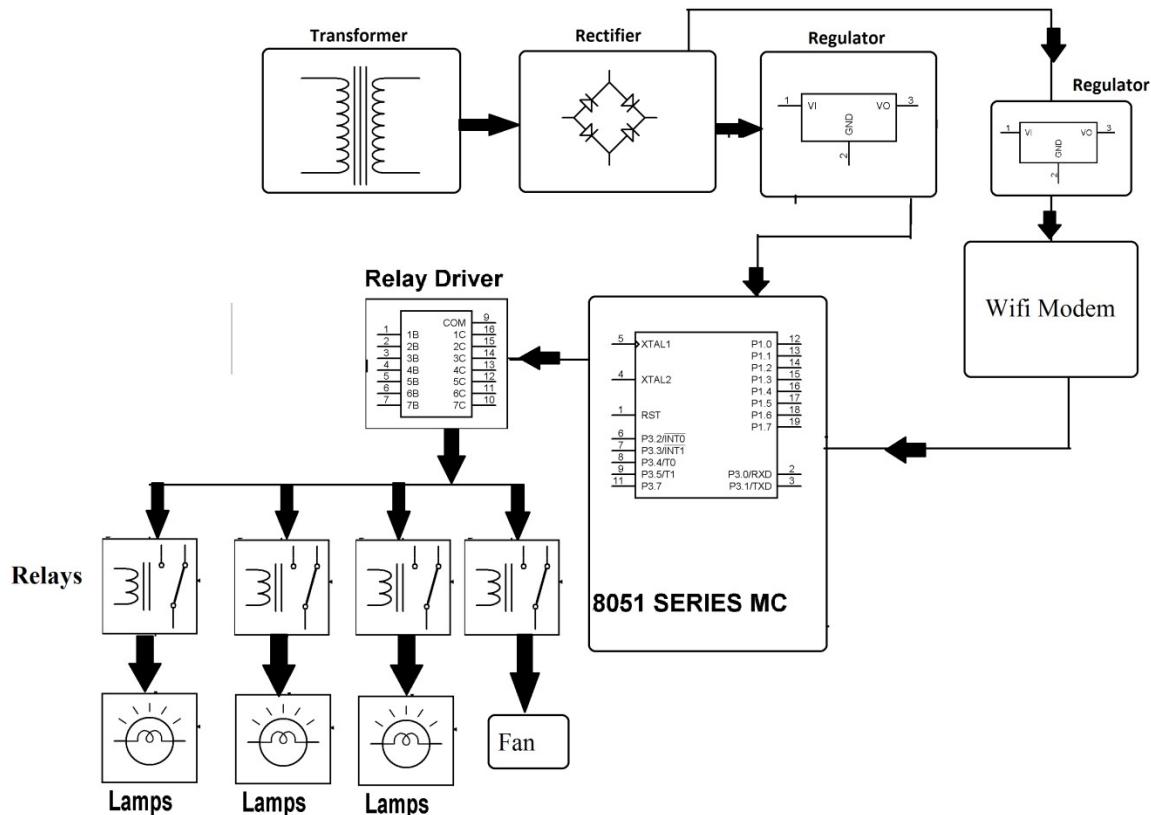 Transformer
Rectifier
Regulator
Regulator
1
VI
VO
3
GND
2
1
VI
VO
3
GND
2
Wifi Modem
Relay Driver
COM
9
1
1B
1C
16
2
2B
2C
15
3
3B
3C
14
4
4B
4C
13
5
5B
5C
12
6
6B
6C
11
7
7B
7C
10
5
XTAL1
P1.0
12
P1.1
13
4
XTAL2
P1.2
14
P1.3
15
P1.4
16
P1.5
17
1
RST
P1.6
18
P1.7
19
6
P3.2/INT0
7
P3.3/INT1
8
P3.4/T0
9
P3.5/T1
P3.0/RXD
2
11
P3.7
P3.1/TXD
3
8051 SERIES MC
Relays
Fan
Lamps
Lamps
Lamps